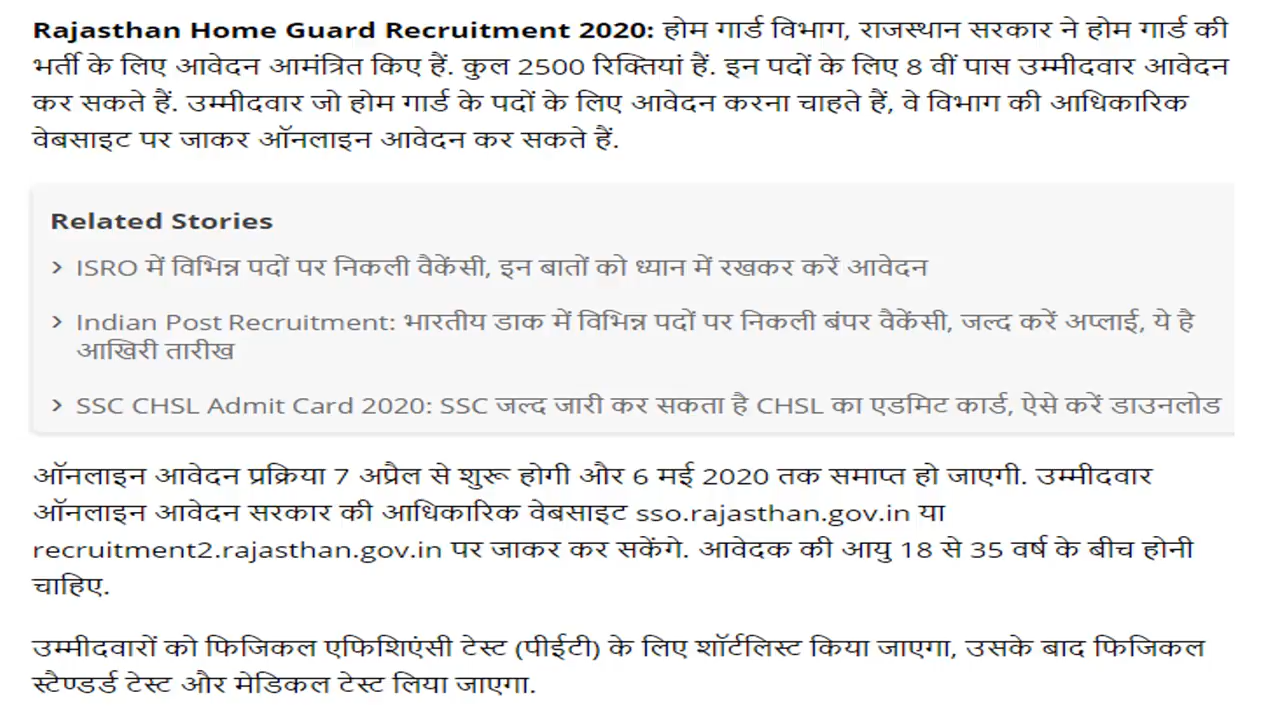 Rajasthan Home Guard Recruitment 2020: होम गार्ड विभाग, राजस्थान सरकार ने होम गार्ड की
भर्ती के लिए आवेदन आमंत्रित किए हैं. कुल 2500 रिक्तियां हैं. इन पदों के लिए 8 वीं पास उम्मीदवार आवेदन
कर सकते हैं. उम्मीदवार जो होम गार्ड के पदों के लिए आवेदन करना चाहते हैं, वे विभाग की आधिकारिक
वेबसाइट पर जाकर ऑनलाइन आवेदन कर सकते हैं.
Related Stories
› ISRO में विभिन्न पदों पर निकली वैकेंसी, इन बातों को ध्यान में रखकर करें आवेदन
› Indian Post Recruitment: भारतीय डाक में विभिन्न पदों पर निकली बंपर वैकेंसी, जल्द करें अप्लाई, ये है
आखिरी तारीख
› SSC CHSL Admit Card 2020: SSC जल्द जारी कर सकता है CHSL का एडमिट कार्ड, ऐसे करें डाउनलोड
ऑनलाइन आवेदन प्रक्रिया 7 अप्रैल से शुरू होगी और 6 मई 2020 तक समाप्त हो जाएगी. उम्मीदवार
ऑनलाइन आवेदन सरकार की आधिकारिक वेबसाइट sso.rajasthan.gov.in या
recruitment2.rajasthan.gov.in पर जाकर कर सकेंगे. आवेदक की आयु 18 से 35 वर्ष के बीच होनी
चाहिए.
उम्मीदवारों को फिजिकल एफिशिएंसी टेस्ट (पीईटी) के लिए शॉर्टलिस्ट किया जाएगा, उसके बाद फिजिकल
स्टैण्डर्ड टेस्ट और मेडिकल टेस्ट लिया जाएगा.